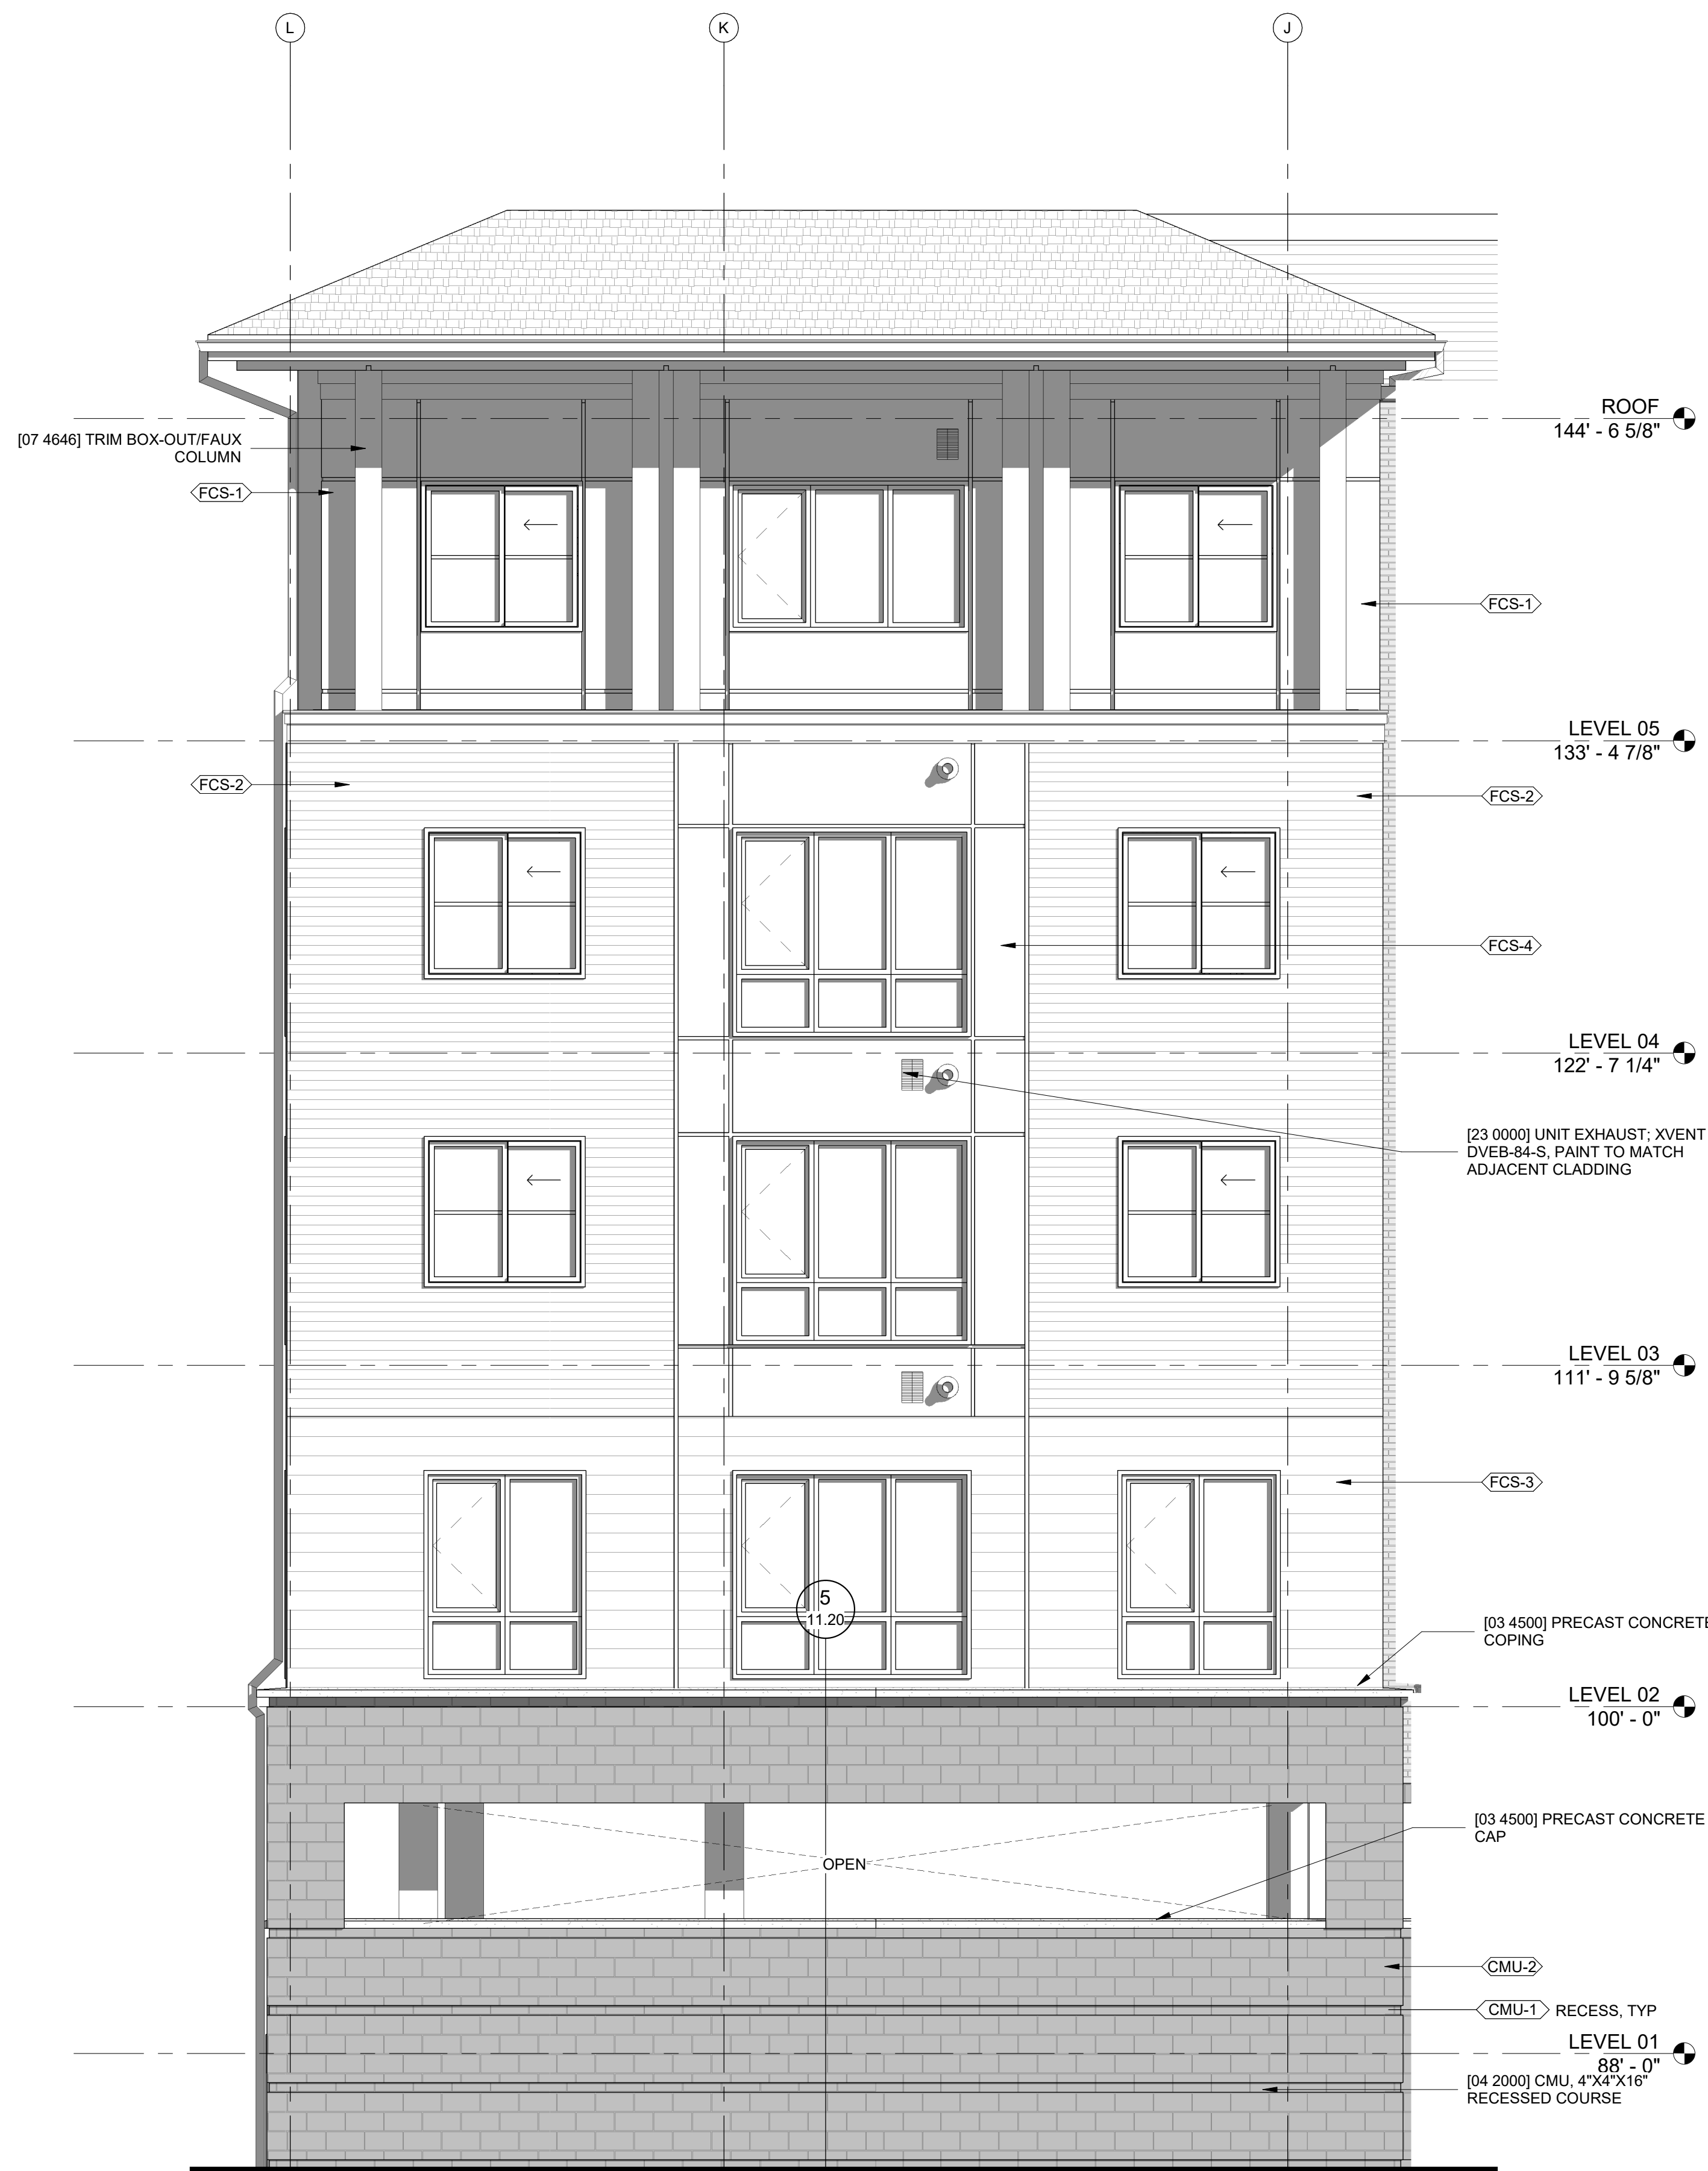 L
K
J
ROOF
144' - 6 5/8"
[07 4646] TRIM BOX-OUT/FAUX
COLUMN
FCS-1
FCS-1
LEVEL 05
133' - 4 7/8"
FCS-2
FCS-2
FCS-4
LEVEL 04
122' - 7 1/4"
[23 0000] UNIT EXHAUST; XVENT
DVEB-84-S, PAINT TO MATCH
ADJACENT CLADDING
LEVEL 03
111' - 9 5/8"
FCS-3
5
11.20
[03 4500] PRECAST CONCRETE
COPING
LEVEL 02
100' - 0"
[03 4500] PRECAST CONCRETE
CAP
OPEN
CMU-2
CMU-1 RECESS, TYP
LEVEL 01
88' - 0"
[04 2000] CMU, 4"X4"X16"
RECESSED COURSE